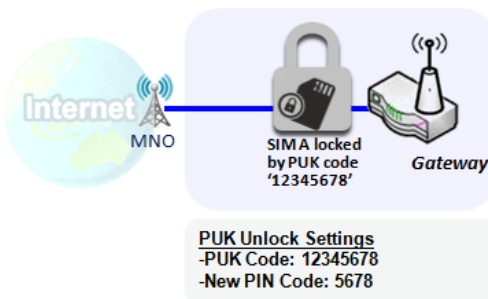 Internet
MNO
SIM A locked
by PUK code
‘12345678’
Gateway
PUK Unlock Settings
-PUK Code: 12345678
-New PIN Code: 5678